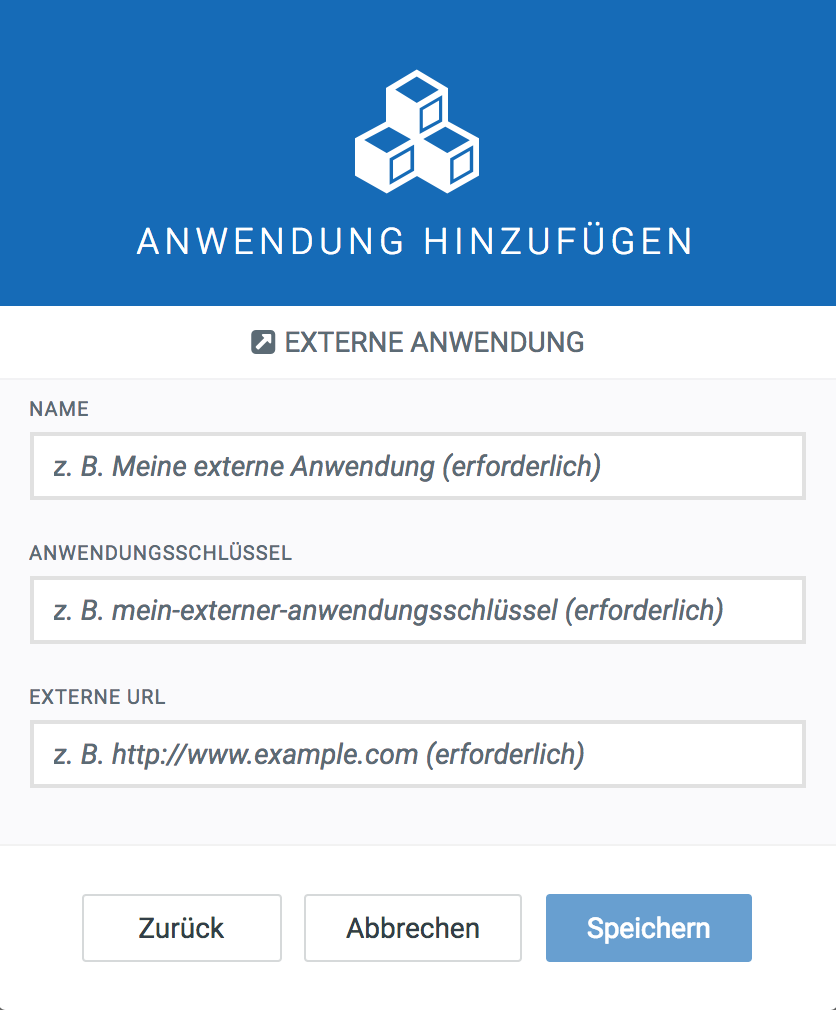 ANWENDUNG HINZUFÜGEN
EXTERNE ANWENDUNG
NAME
z. B. Meine externe Anwendung (erforderlich)
ANWENDUNGSSCHLÜSSEL
z. B. mein-externer-anwendungsschlüssel (erforderlich)
EXTERNE URL
z. B. http://www.example.com (erforderlich)
Zurück Abbrechen Speichern